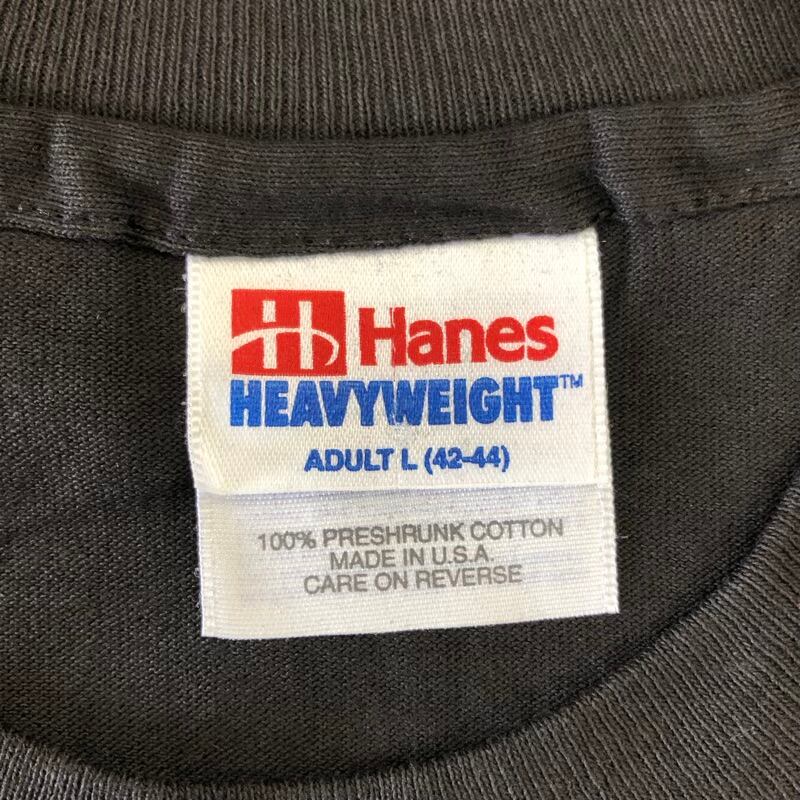 H Hanes
HEAVYWEIGHT™
ADULT L (42-44)
100% PRESHRUNK COTTON
MADE IN U.S.A.
CARE ON REVERSE